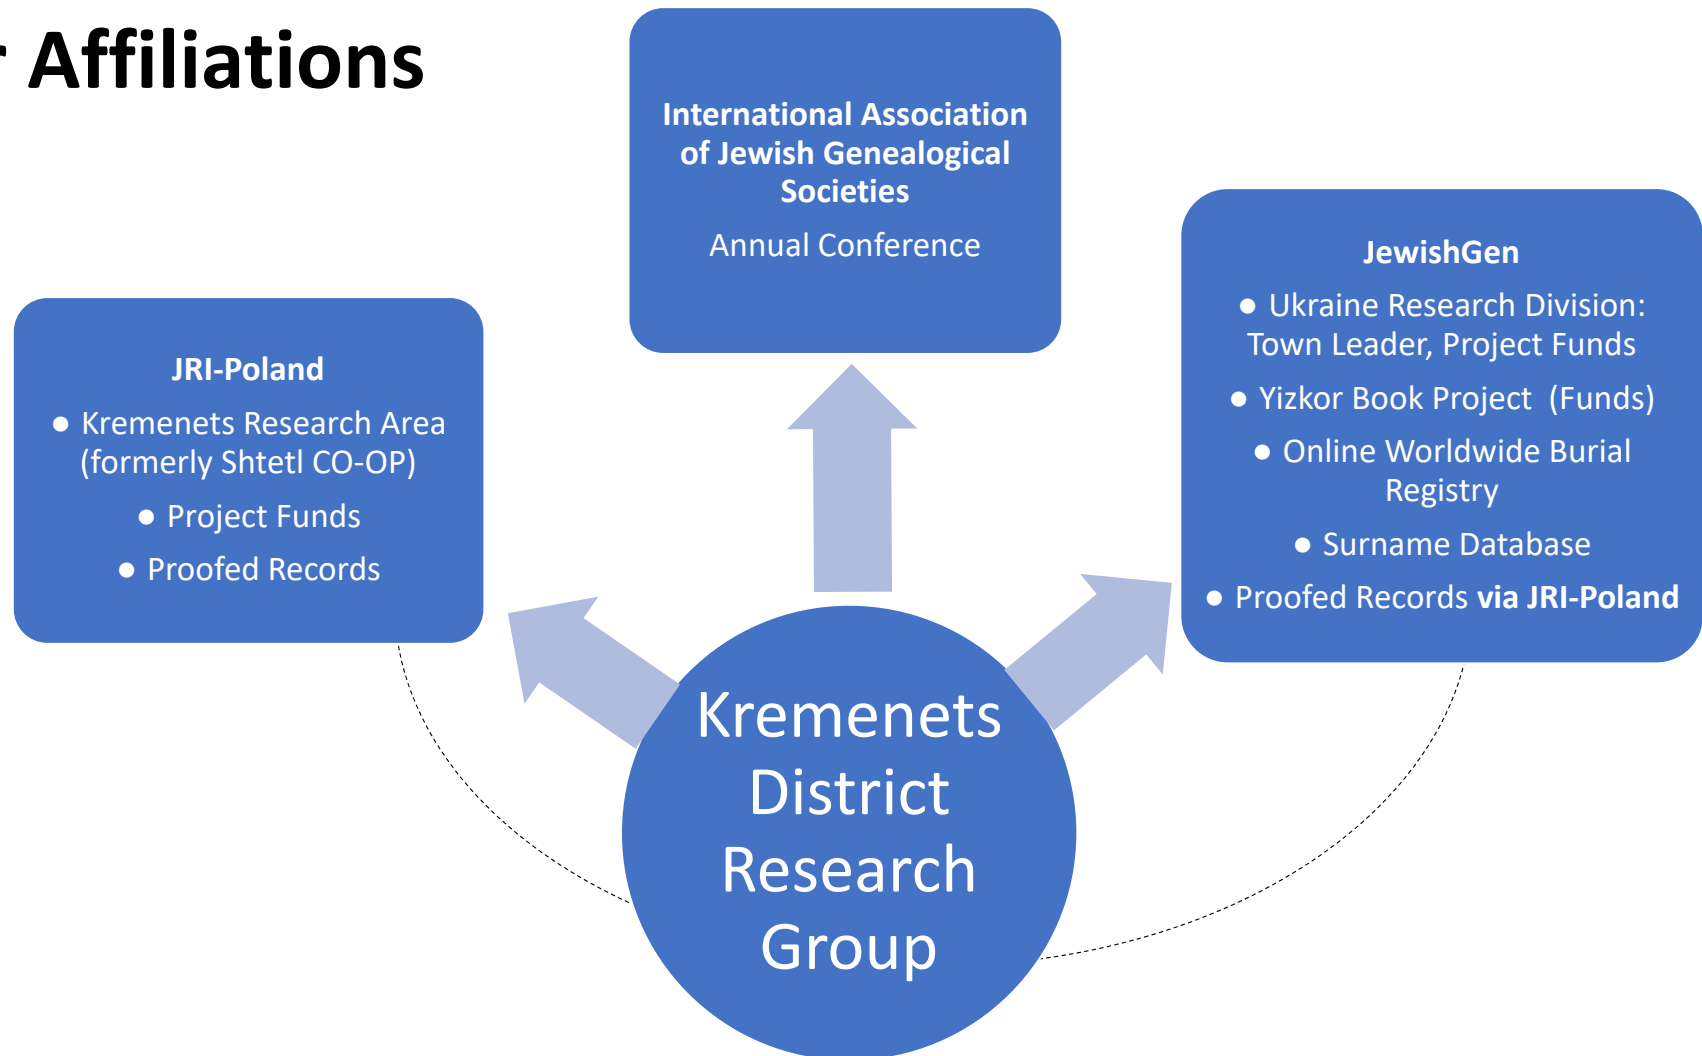 r Affiliations
International Association
of Jewish Genealogical
Societies
Annual Conference
JRI-Poland
● Kremenets Research Area
(formerly Shtetl CO-OP)
● Project Funds
● Proofed Records
JewishGen
● Ukraine Research Division:
Town Leader, Project Funds
● Yizkor Book Project (Funds)
● Online Worldwide Burial
Registry
● Surname Database
● Proofed Records via JRI-Poland
Kremenets
District
Research
Group